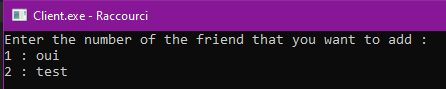 Client.exe - Raccourci
Enter the number of the friend that you want to add :
1 : oui
2 : test